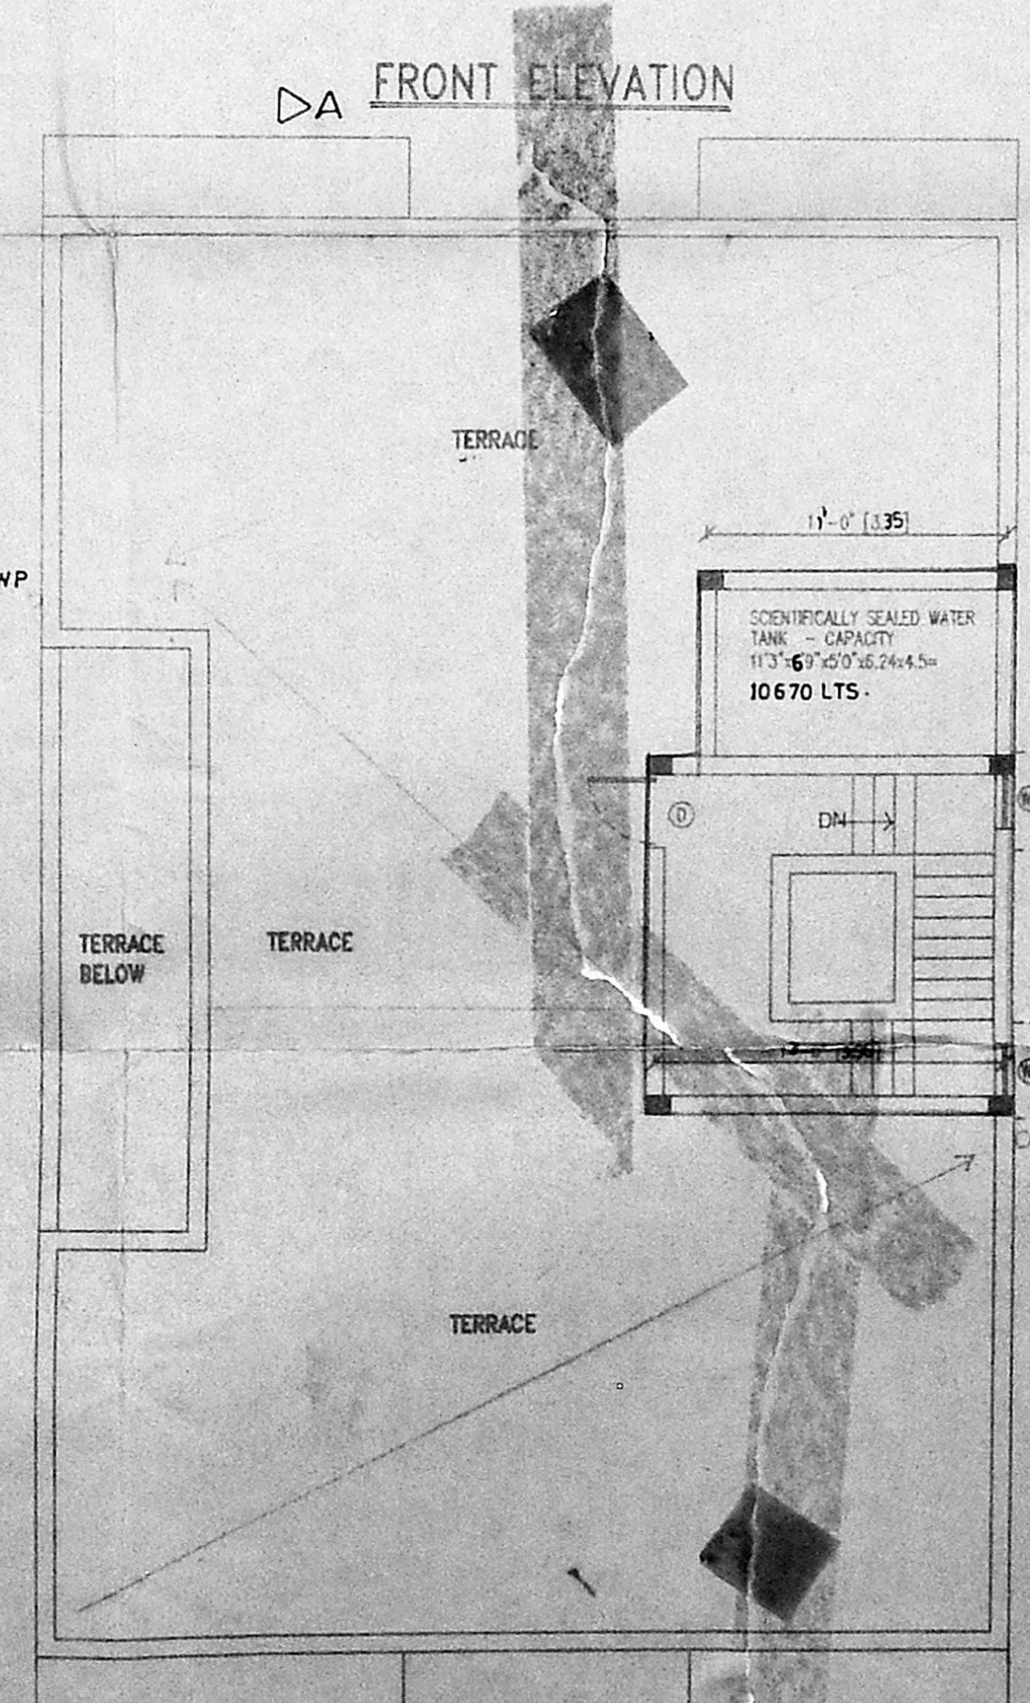 FRONT ELEVATION
A
TERRACE
11'-0" [3.35]
WP
SCIENTIFICALLY SEALED WATER
TANK - CAPACITY
11'3"x6'9"x5'0"x6.24x4.5=
10670 LTS.
D
DN
W
TERRACE
BELOW
TERRACE
W
TERRACE